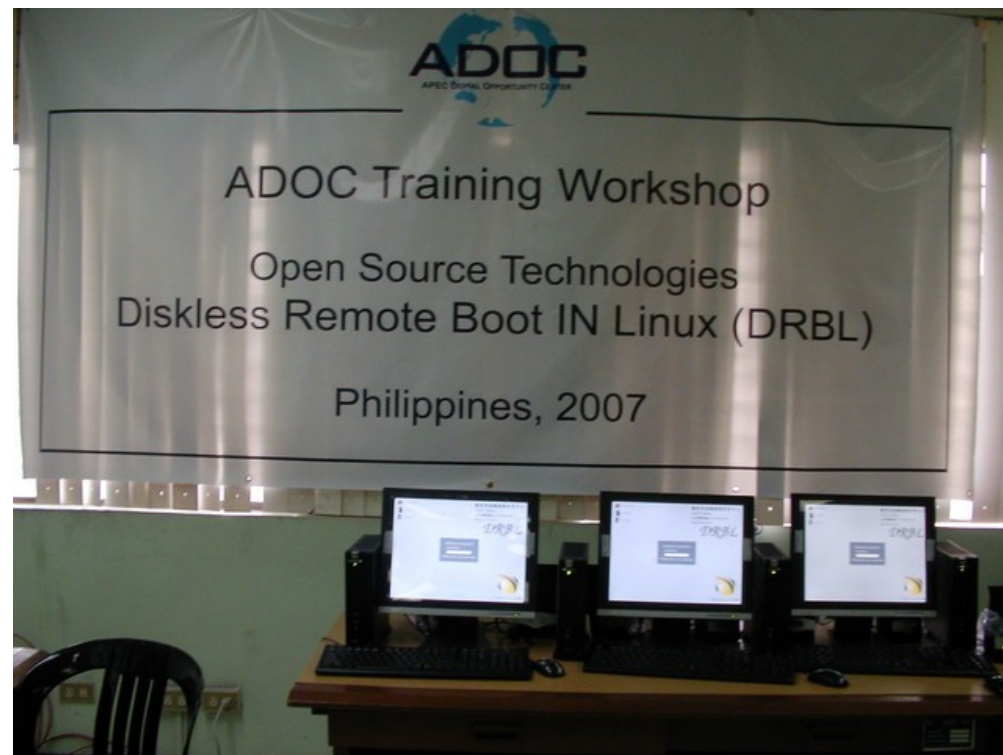 ADOC
APEC DIGITAL OPPORTUNITY CENTER
ADOC Training Workshop
Open Source Technologies
Diskless Remote Boot IN Linux (DRBL)
Philippines, 2007
DRBL
DRBL
DRBL